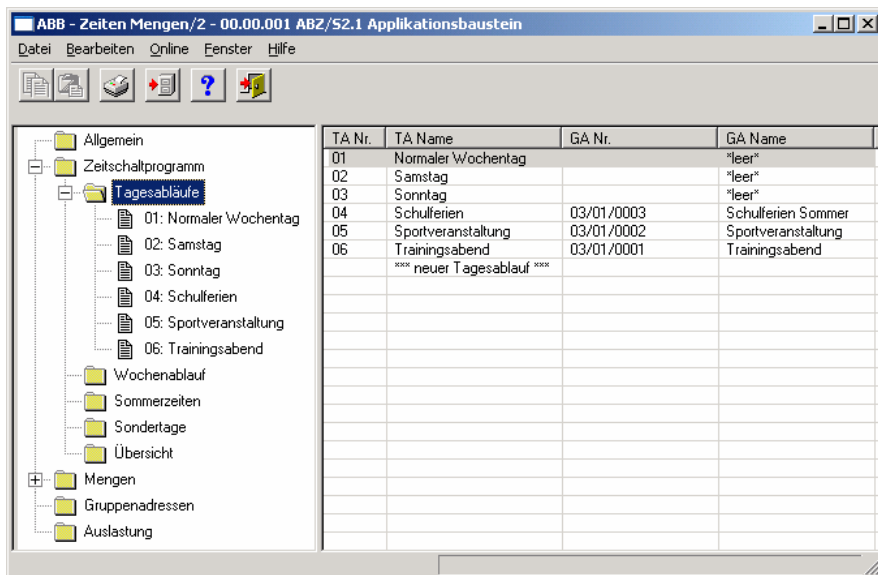 ABB - Zeiten Mengen/2 - 00.00.001 ABZ/S2.1 Applikationsbaustein
Datei Bearbeiten Online Fenster Hilfe
Allgemein
Zeitschaltprogramm
Tagesabläufe
01: Normaler Wochentag
02: Samstag
03: Sonntag
04: Schulferien
05: Sportveranstaltung
06: Trainingsabend
Wochenablauf
Sommerzeiten
Sondertage
Übersicht
Mengen
Gruppenadressen
Auslastung
TA Nr. TA Name GA Nr. GA Name
01 Normaler Wochentag *leer*
02 Samstag *leer*
03 Sonntag *leer*
04 Schulferien 03/01/0003 Schulferien Sommer
05 Sportveranstaltung 03/01/0002 Sportveranstaltung
06 Trainingsabend 03/01/0001 Trainingsabend
*** neuer Tagesablauf ***